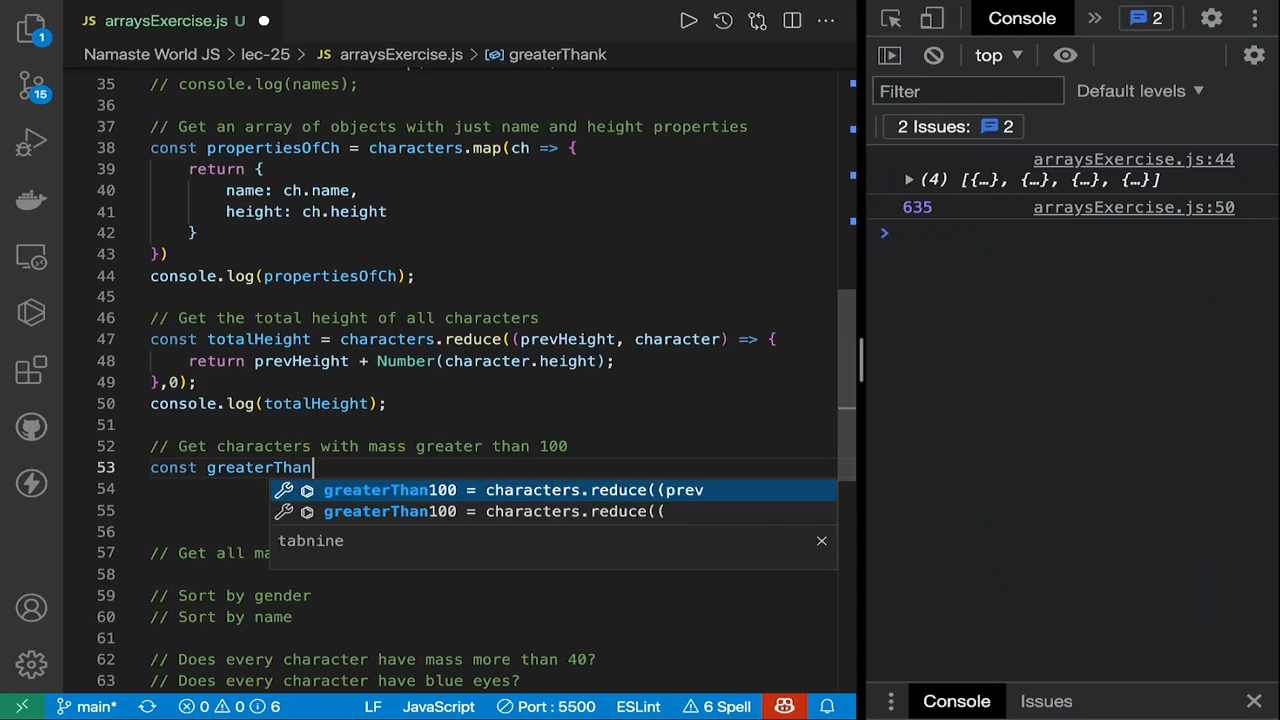 JS arraysExercise.js U
Namaste World JS > lec-25 > JS arraysExercise.js > greaterThank
35 // console.log(names);
36
37 // Get an array of objects with just name and height properties
38 const propertiesOfCh = characters.map(ch => {
39 return {
40 name: ch.name,
41 height: ch.height
42 }
43 })
44 console.log(propertiesOfCh);
45
46 // Get the total height of all characters
47 const totalHeight = characters.reduce((prevHeight, character) => {
48 return prevHeight + Number(character.height);
49 },0);
50 console.log(totalHeight);
51
52 // Get characters with mass greater than 100
53 const greaterThan
54 greaterThan100 = characters.reduce((prev
55 greaterThan100 = characters.reduce((
56 tabnine
57 // Get all ma
58
59 // Sort by gender
60 // Sort by name
61
62 // Does every character have mass more than 40?
63 // Does every character have blue eyes?
1
15
main* 0 0 6 LF JavaScript Port : 5500 ESLint 6 Spell
Console 2
top
Filter Default levels
2 Issues: 2
arraysExercise.js:44
(4) [{…}, {…}, {…}, {…}]
635 arraysExercise.js:50
Console Issues